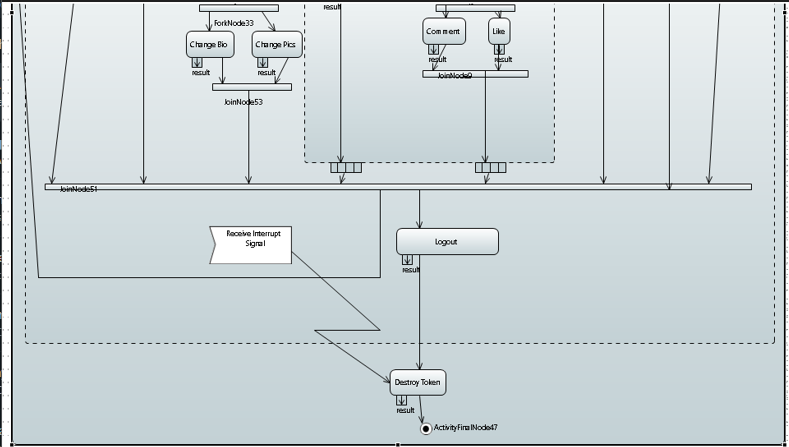 result
ForkNode33
Change Bio
Change Pics
Comment
Like
result
result
result
result
JoinNode9
JoinNode53
JoinNode51
Receive Interrupt
Signal
Logout
result
Destroy Token
result
ActivityFinalNode47